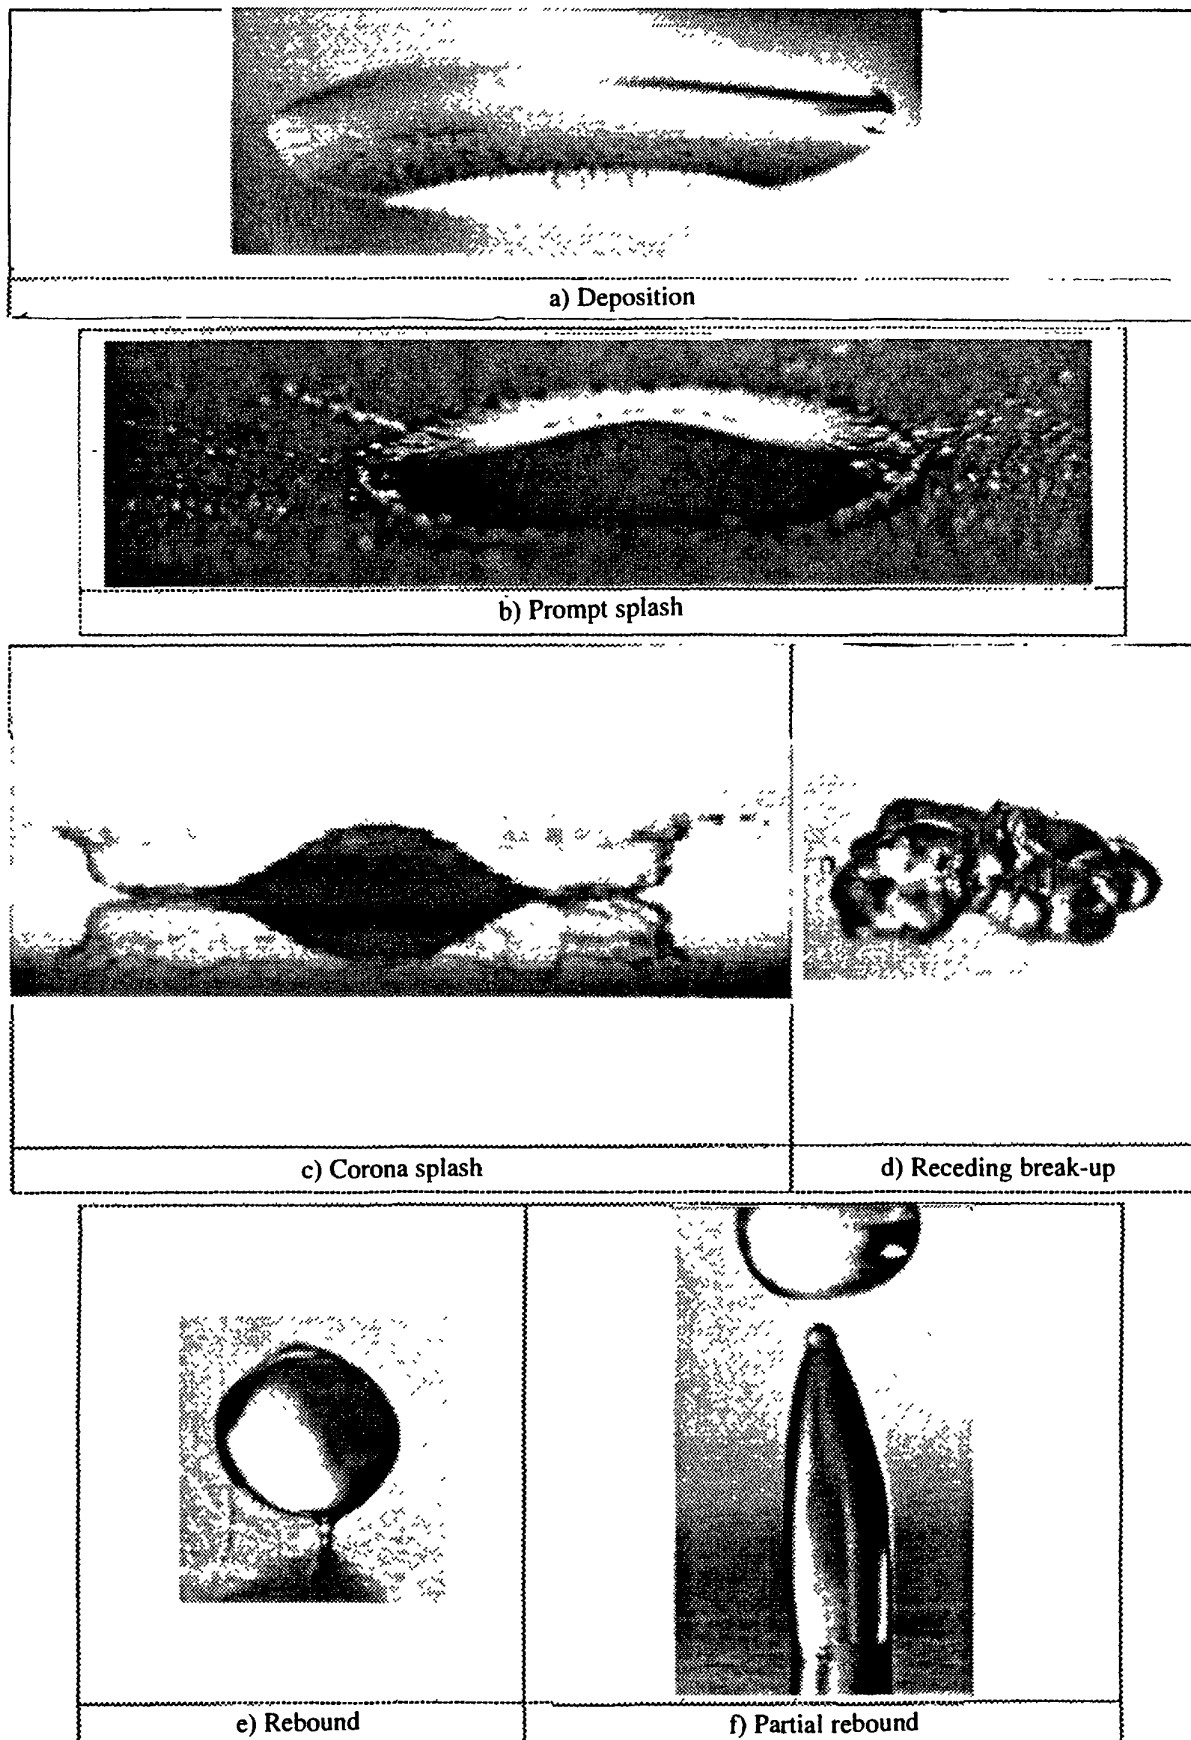 a) Deposition
b) Prompt splash
c) Corona splash
d) Receding break-up
e) Rebound
f) Partial rebound